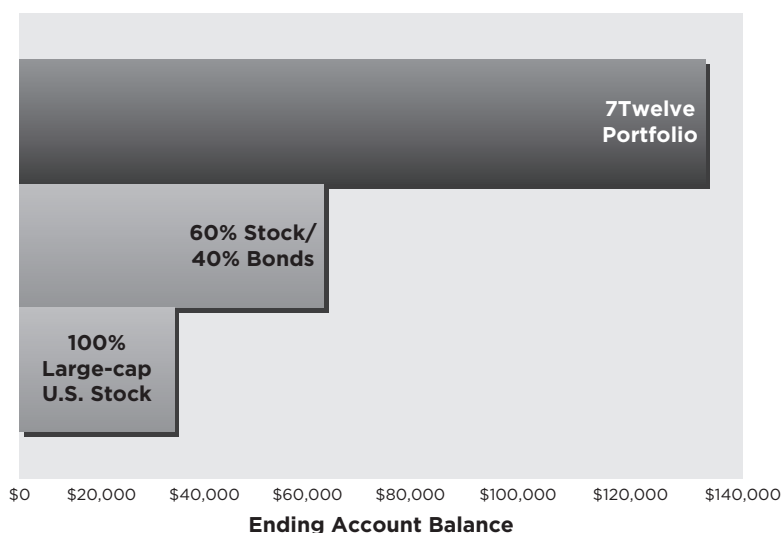 7Twelve
Portfolio
60% Stock/
40% Bonds
100%
Large-cap
U.S. Stock
$0 $20,000 $40,000 $60,000 $80,000 $100,000 $120,000 $140,000
Ending Account Balance